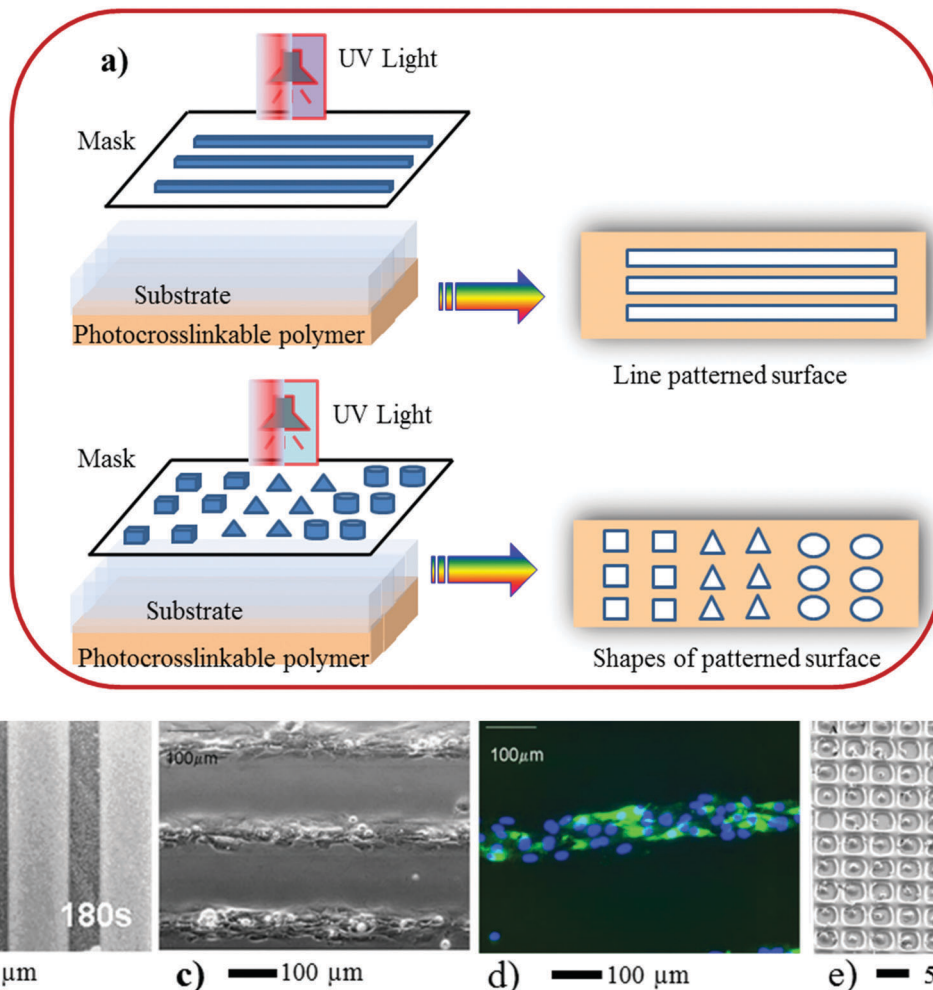 a)
UV Light
Mask
Substrate
Photocrosslinkable polymer
Line patterned surface
UV Light
Mask
Substrate
Photocrosslinkable polymer
Shapes of patterned surface
180s
100µm
100µm
µm
c) 100 µm
d) 100 µm
e) 5